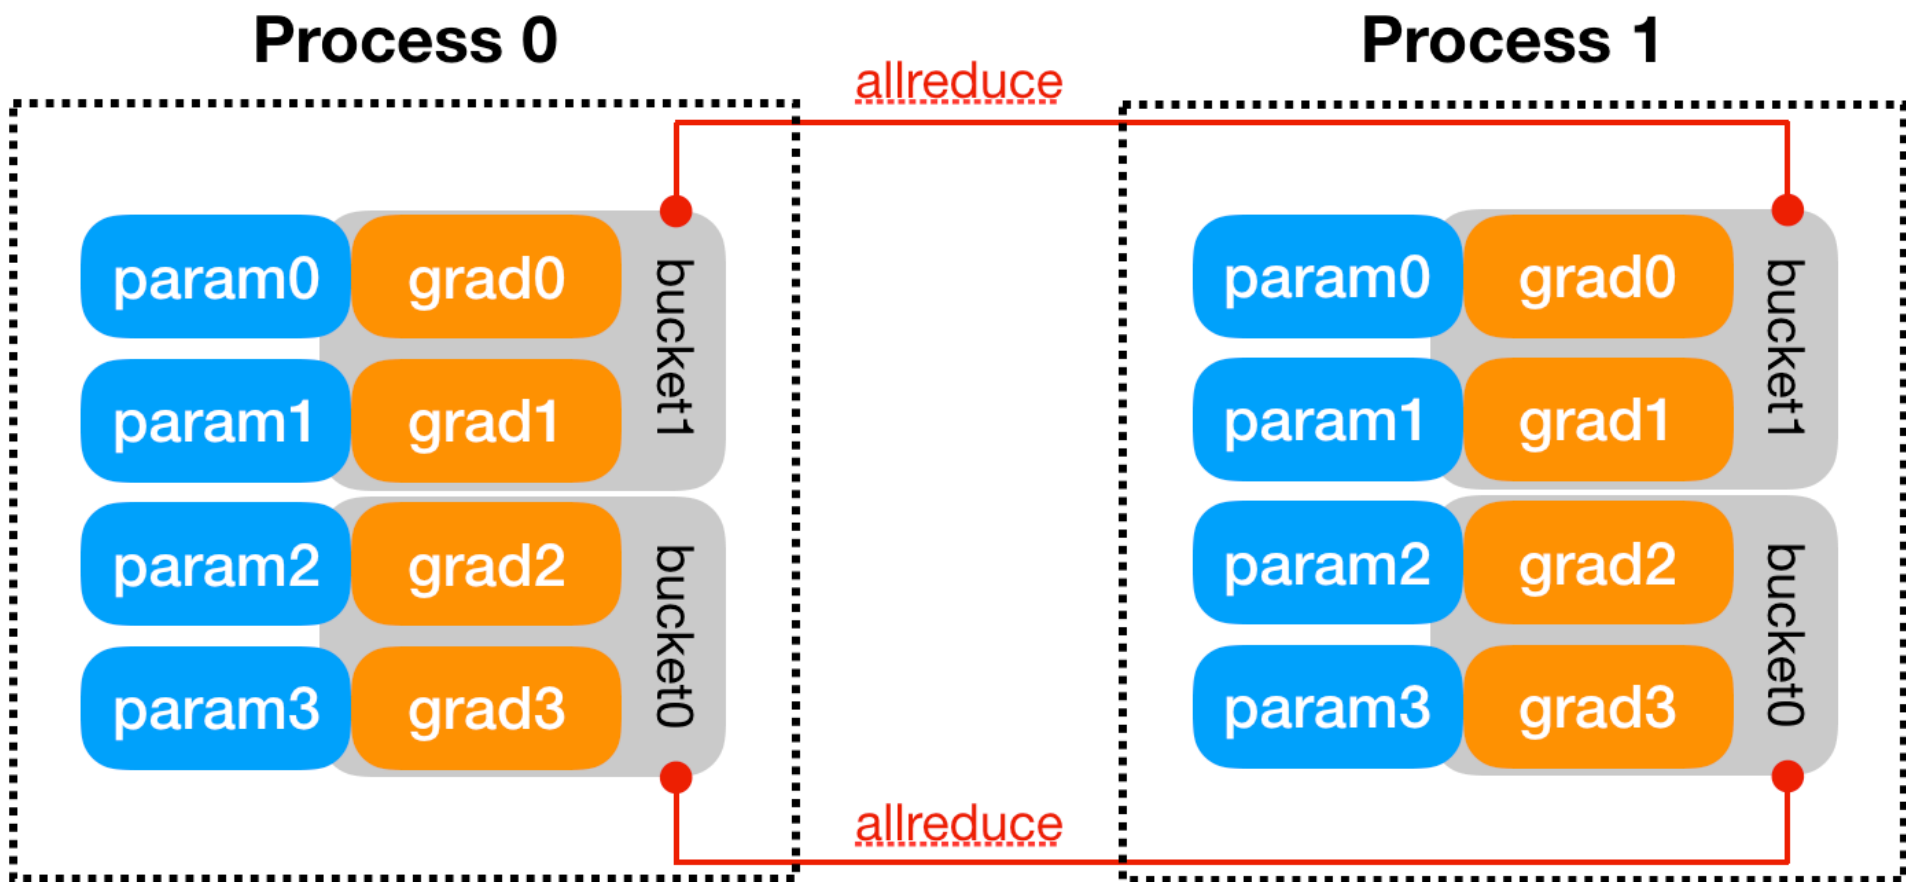 Process 0
Process 1
allreduce
param0 grad0
param1 grad1
bucket1
param2 grad2
param3 grad3
bucket0
param0 grad0
param1 grad1
bucket1
param2 grad2
param3 grad3
bucket0
allreduce